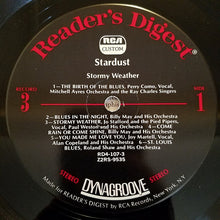 Reader's Digest®
RCA
CUSTOM
Stardust
Stormy Weather
RECORD
3
SIDE
1
1—THE BIRTH OF THE BLUES, Perry Como, Vocal,
Mitchell Ayres Orchestra and the Ray Charles Singers
2—BLUES IN THE NIGHT, Billy May and His Orchestra
3—STORMY WEATHER, Jo Stafford and the Pied Pipers,
Vocal, Paul Weston and His Orchestra 4—COME
RAIN OR COME SHINE, Billy May and His Orchestra
5—YOU MADE ME LOVE YOU, Joy Martell, Vocal,
Alan Copeland and His Orchestra 6—ST. LOUIS
BLUES, Roland Shaw and His Orchestra
RD4-107-3
Z2RS-9535
STEREO
DYNAGROOVE
STEREO
Made for READER'S DIGEST by RCA Records, New York, N.Y.